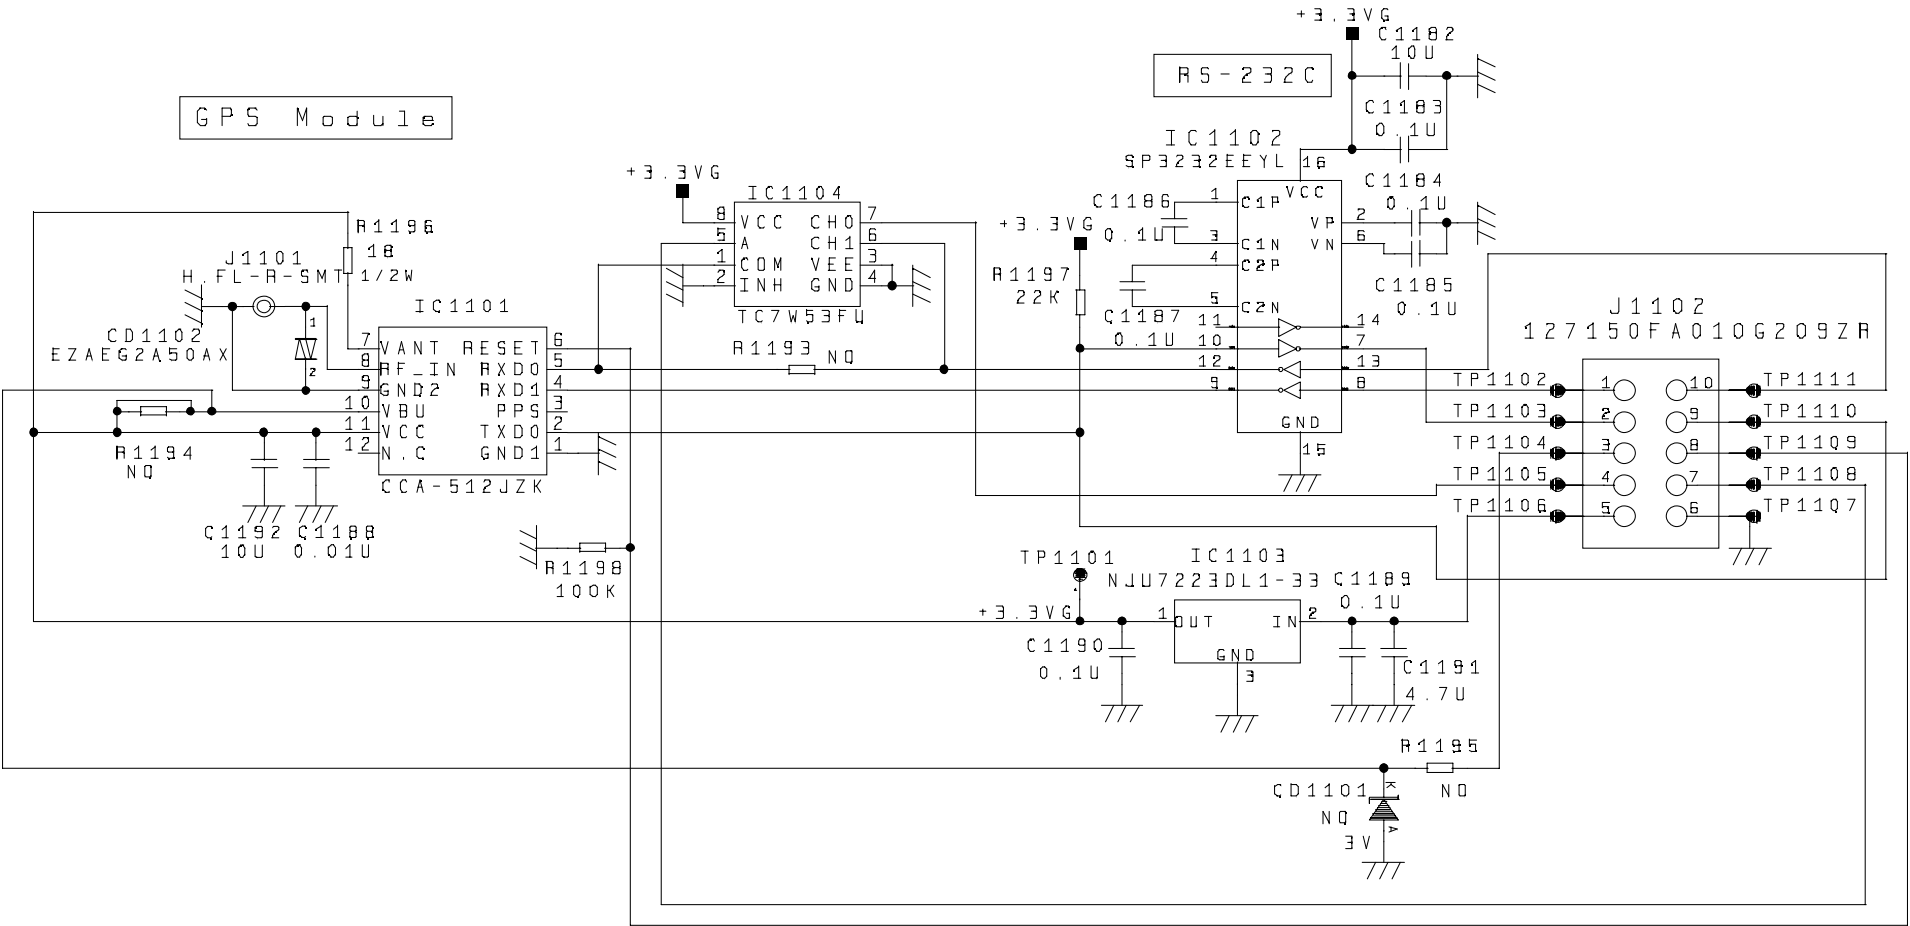 GPS Module
RS-232C
+3.3VG
C1182
10U
C1183
0.1U
IC1102
SP3232EEYL
16
VCC
1
C1P
C1186
0.1U
3
C1N
4
C2P
5
C2N
C1187
0.1U
VP
2
VN
6
C1184
0.1U
C1185
0.1U
11
14
10
7
12
13
9
8
GND
15
+3.3VG
IC1104
8
VCC
CH0
7
5
A
CH1
6
1
COM
VEE
3
2
INH
GND
4
TC7W53FU
+3.3VG
R1197
22K
R1193
NQ
R1196
18
1/2W
J1101
H.FL-R-SMT
CD1102
EZAEG2A50AX
1
2
IC1101
7
VANT
RESET
6
8
RF_IN
RXD0
5
9
GND2
RXD1
4
10
VBU
PPS
3
11
VCC
TXD0
2
12
N.C
GND1
1
CCA-512JZK
R1194
NQ
C1192
10U
C1188
0.01U
R1198
100K
J1102
127150FA010G209ZR
TP1102
1
10
TP1111
TP1103
2
9
TP1110
TP1104
3
8
TP1109
TP1105
4
7
TP1108
TP1106
5
6
TP1107
TP1101
+3.3VG
IC1103
NJU7223DL1-33
1
OUT
IN
2
GND
3
C1190
0.1U
C1189
0.1U
C1191
4.7U
R1195
NQ
CD1101
NQ
3V
K
A